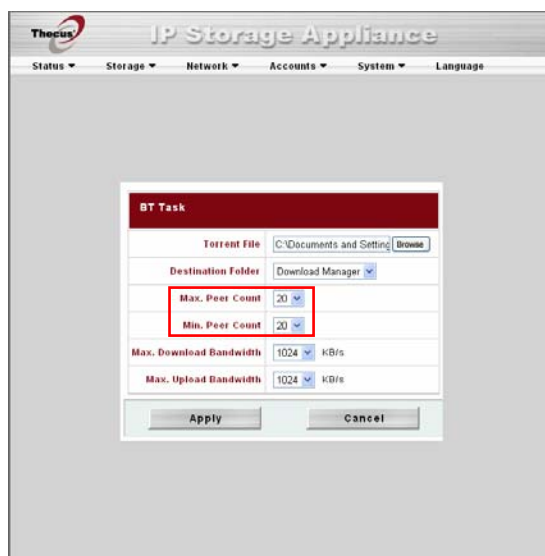 Thecus
IP Storage Appliance
Status Storage Network Accounts System Language
BT Task
Torrent File C:\Documents and Setting Browse
Destination Folder Download Manager
Max. Peer Count 20
Min. Peer Count 20
Max. Download Bandwidth 1024 KB/s
Max. Upload Bandwidth 1024 KB/s
Apply Cancel